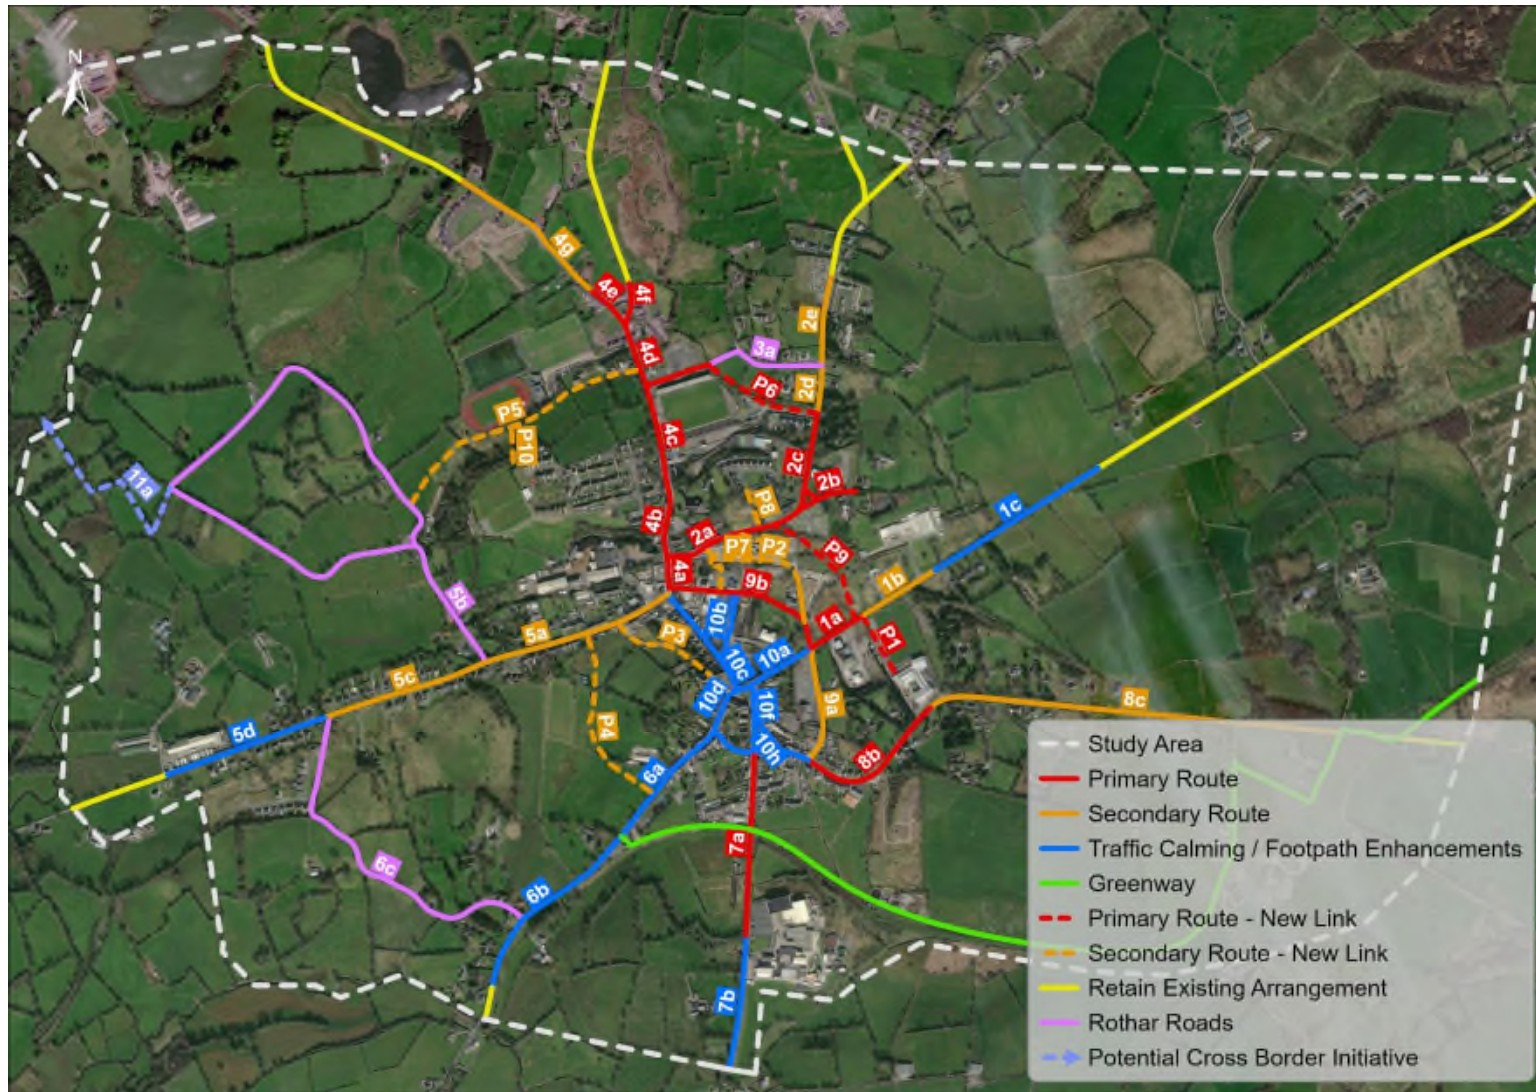 N
4g
4e
4f
2e
4d
3a
2d
P6
P5
4c
P10
2c
2b
11a
P8
1c
4b
2a
P7
P2
P9
4a
9b
1b
5b
10b
1a
P1
5a
P3
10c
10a
5c
10d
9a
8c
10f
P4
5d
10h
8b
6a
7a
6c
6b
7b
Study Area
Primary Route
Secondary Route
Traffic Calming / Footpath Enhancements
Greenway
Primary Route - New Link
Secondary Route - New Link
Retain Existing Arrangement
Rothar Roads
Potential Cross Border Initiative